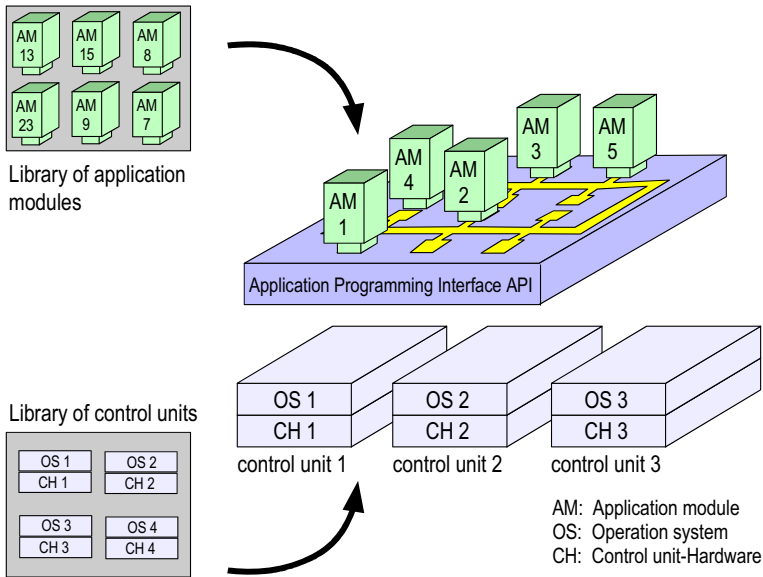 AM
13
AM
15
AM
8
AM
23
AM
9
AM
7
Library of application
modules
AM
3
AM
5
AM
4
AM
2
AM
1
Application Programming Interface API
OS 1
CH 1
control unit 1
OS 2
CH 2
control unit 2
OS 3
CH 3
control unit 3
Library of control units
OS 1
CH 1
OS 2
CH 2
OS 3
CH 3
OS 4
CH 4
AM: Application module
OS: Operation system
CH: Control unit-Hardware